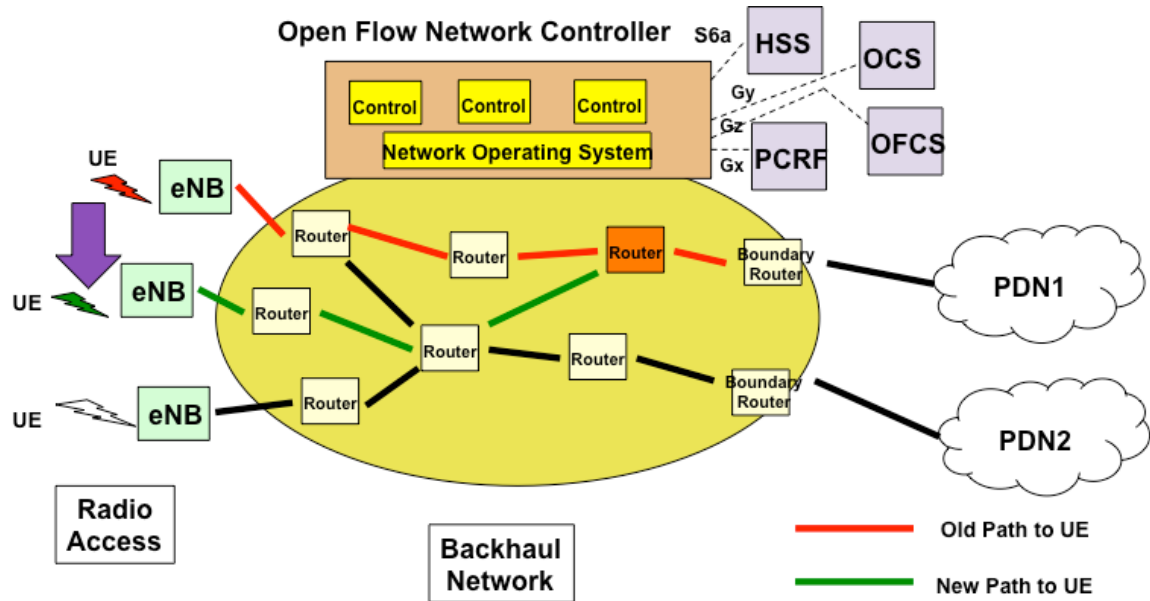 Open Flow Network Controller
S6a
HSS
OCS
Control
Control
Control
Gy
Gz
Network Operating System
Gx
PCRF
OFCS
UE
eNB
Router
Router
Router
Boundary
Router
PDN1
UE
eNB
Router
Router
Router
Boundary
Router
UE
eNB
Router
PDN2
Radio
Access
Backhaul
Network
Old Path to UE
New Path to UE